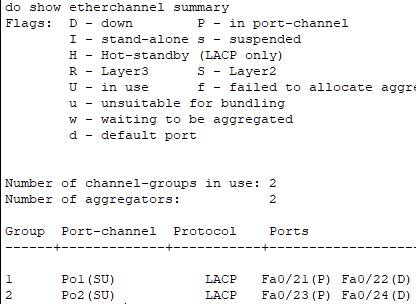 do show etherchannel summary
Flags:  D - down        P - in port-channel
        I - stand-alone s - suspended
        H - Hot-standby (LACP only)
        R - Layer3      S - Layer2
        U - in use      f - failed to allocate aggre
        u - unsuitable for bundling
        w - waiting to be aggregated
        d - default port
Number of channel-groups in use: 2
Number of aggregators:           2
Group  Port-channel  Protocol    Ports
------+-------------+-----------+-------------------
1      Po1(SU)           LACP   Fa0/21(P) Fa0/22(D)
2      Po2(SU)           LACP   Fa0/23(P) Fa0/24(D)